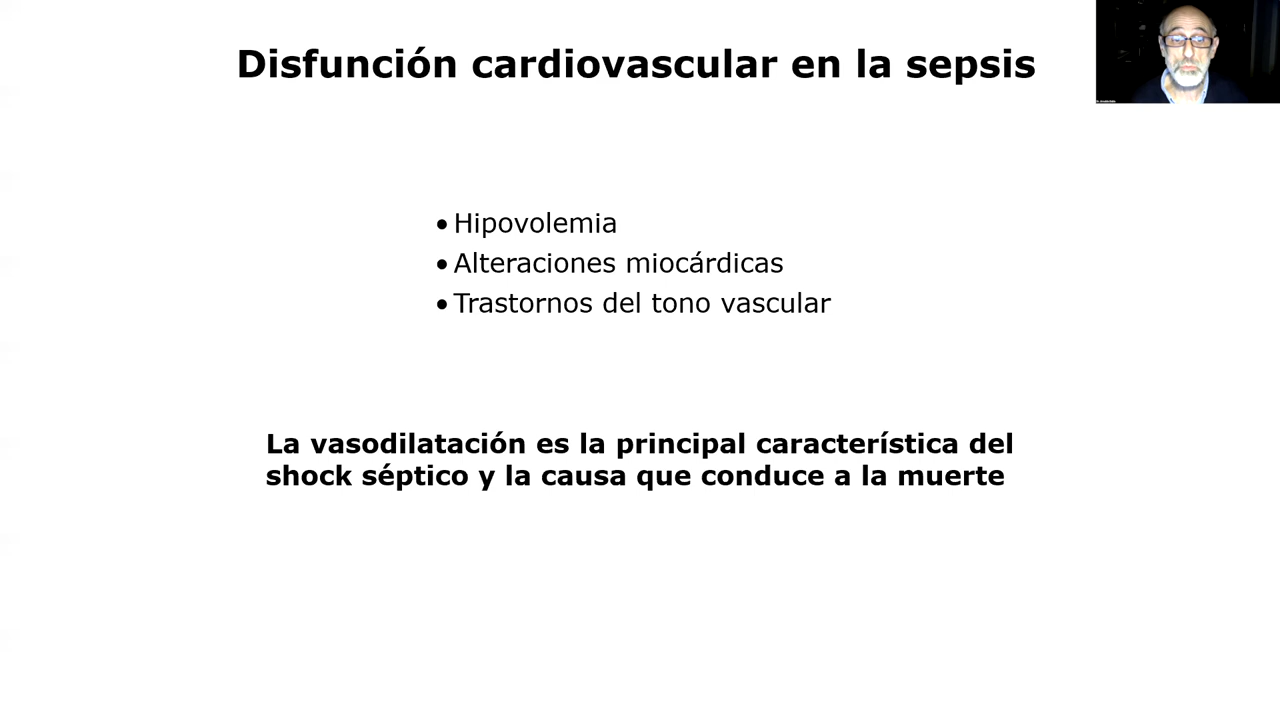 Disfunción cardiovascular en la sepsis
• Hipovolemia
• Alteraciones miocárdicas
• Trastornos del tono vascular
La vasodilatación es la principal característica del
shock séptico y la causa que conduce a la muerte